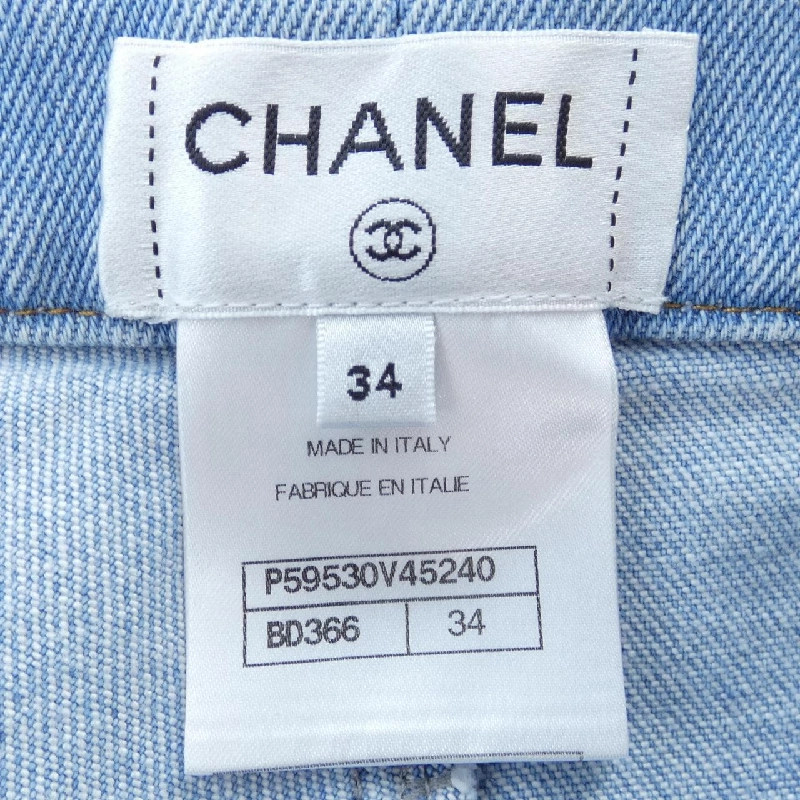 CHANEL
34
MADE IN ITALY
FABRIQUE EN ITALIE
P59530V45240
BD366 34